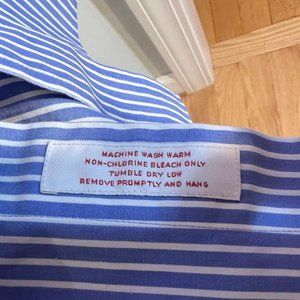 MACHINE WASH WARM
NON-CHLORINE BLEACH ONLY
TUMBLE DRY LOW
REMOVE PROMPTLY AND HANG